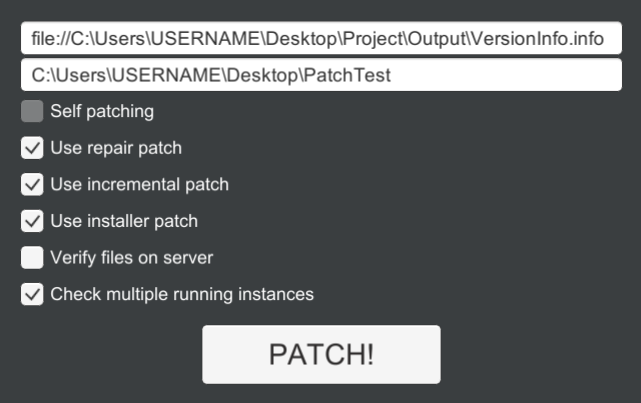 file://C:\Users\USERNAME\Desktop\Project\Output\VersionInfo.info
C:\Users\USERNAME\Desktop\PatchTest
Self patching
Use repair patch
Use incremental patch
Use installer patch
Verify files on server
Check multiple running instances
PATCH!